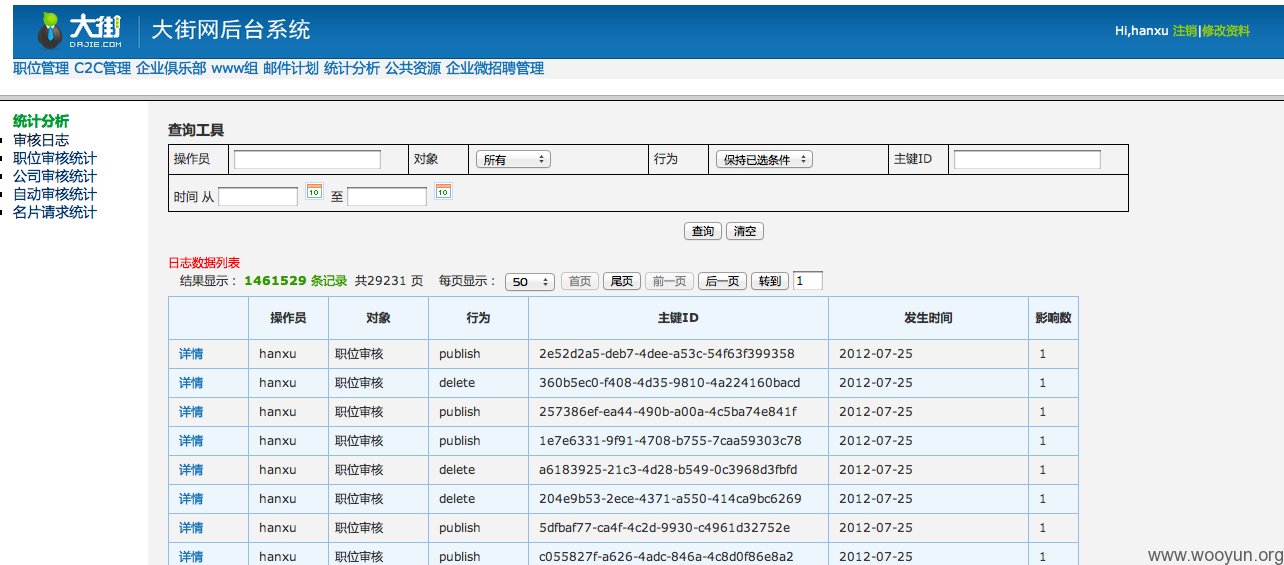 大街 DAJIE.COM 大街网后台系统 Hi,hanxu 注销|修改资料
职位管理 C2C管理 企业俱乐部 www组 邮件计划 统计分析 公共资源 企业微招聘管理
统计分析
审核日志
职位审核统计
公司审核统计
自动审核统计
名片请求统计
查询工具
操作员 对象 所有 行为 保持已选条件 主键ID
时间 从 10 至 10
查询 清空
日志数据列表
结果显示： 1461529 条记录 共29231 页 每页显示： 50 首页 尾页 前一页 后一页 转到 1
操作员 对象 行为 主键ID 发生时间 影响数
详情 hanxu 职位审核 publish 2e52d2a5-deb7-4dee-a53c-54f63f399358 2012-07-25 1
详情 hanxu 职位审核 delete 360b5ec0-f408-4d35-9810-4a224160bacd 2012-07-25 1
详情 hanxu 职位审核 publish 257386ef-ea44-490b-a00a-4c5ba74e841f 2012-07-25 1
详情 hanxu 职位审核 publish 1e7e6331-9f91-4708-b755-7caa59303c78 2012-07-25 1
详情 hanxu 职位审核 delete a6183925-21c3-4d28-b549-0c3968d3fbfd 2012-07-25 1
详情 hanxu 职位审核 delete 204e9b53-2ece-4371-a550-414ca9bc6269 2012-07-25 1
详情 hanxu 职位审核 publish 5dfbaf77-ca4f-4c2d-9930-c4961d32752e 2012-07-25 1
详情 hanxu 职位审核 publish c055827f-a626-4adc-846a-4c8d0f86e8a2 2012-07-25 1
www.wooyun.org